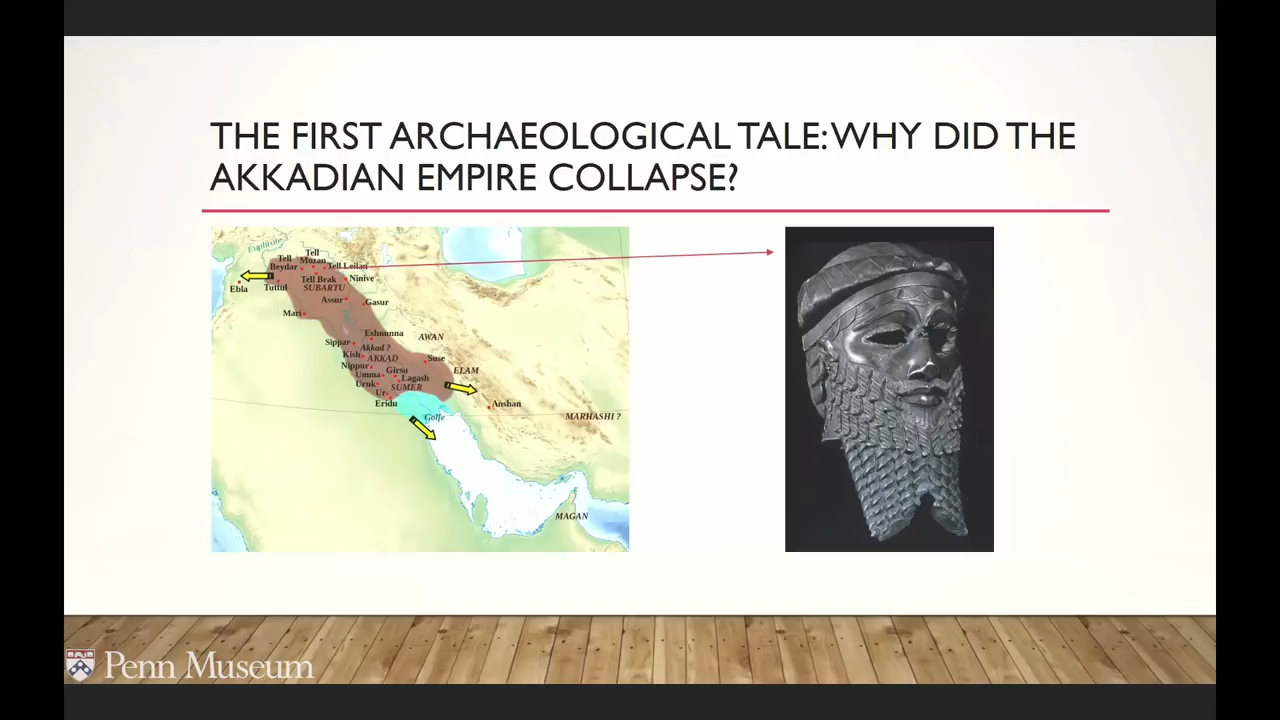 THE FIRST ARCHAEOLOGICAL TALE: WHY DID THE
AKKADIAN EMPIRE COLLAPSE?
Euphrate
Tell
Beydar
Tell
Mozan
Tell Leilan
Ebla
Tuttul
Tell Brak
Ninive
SUBARTU
Assur
Gasur
Mari
Eshnunna
AWAN
Sippar
Akkad ?
Kish
AKKAD
Suse
Nippur
Girsu
ELAM
Umma
Lagash
Uruk
SUMER
Ur
Eridu
Anshan
Golfe
MARHASHI ?
MAGAN
Penn Museum